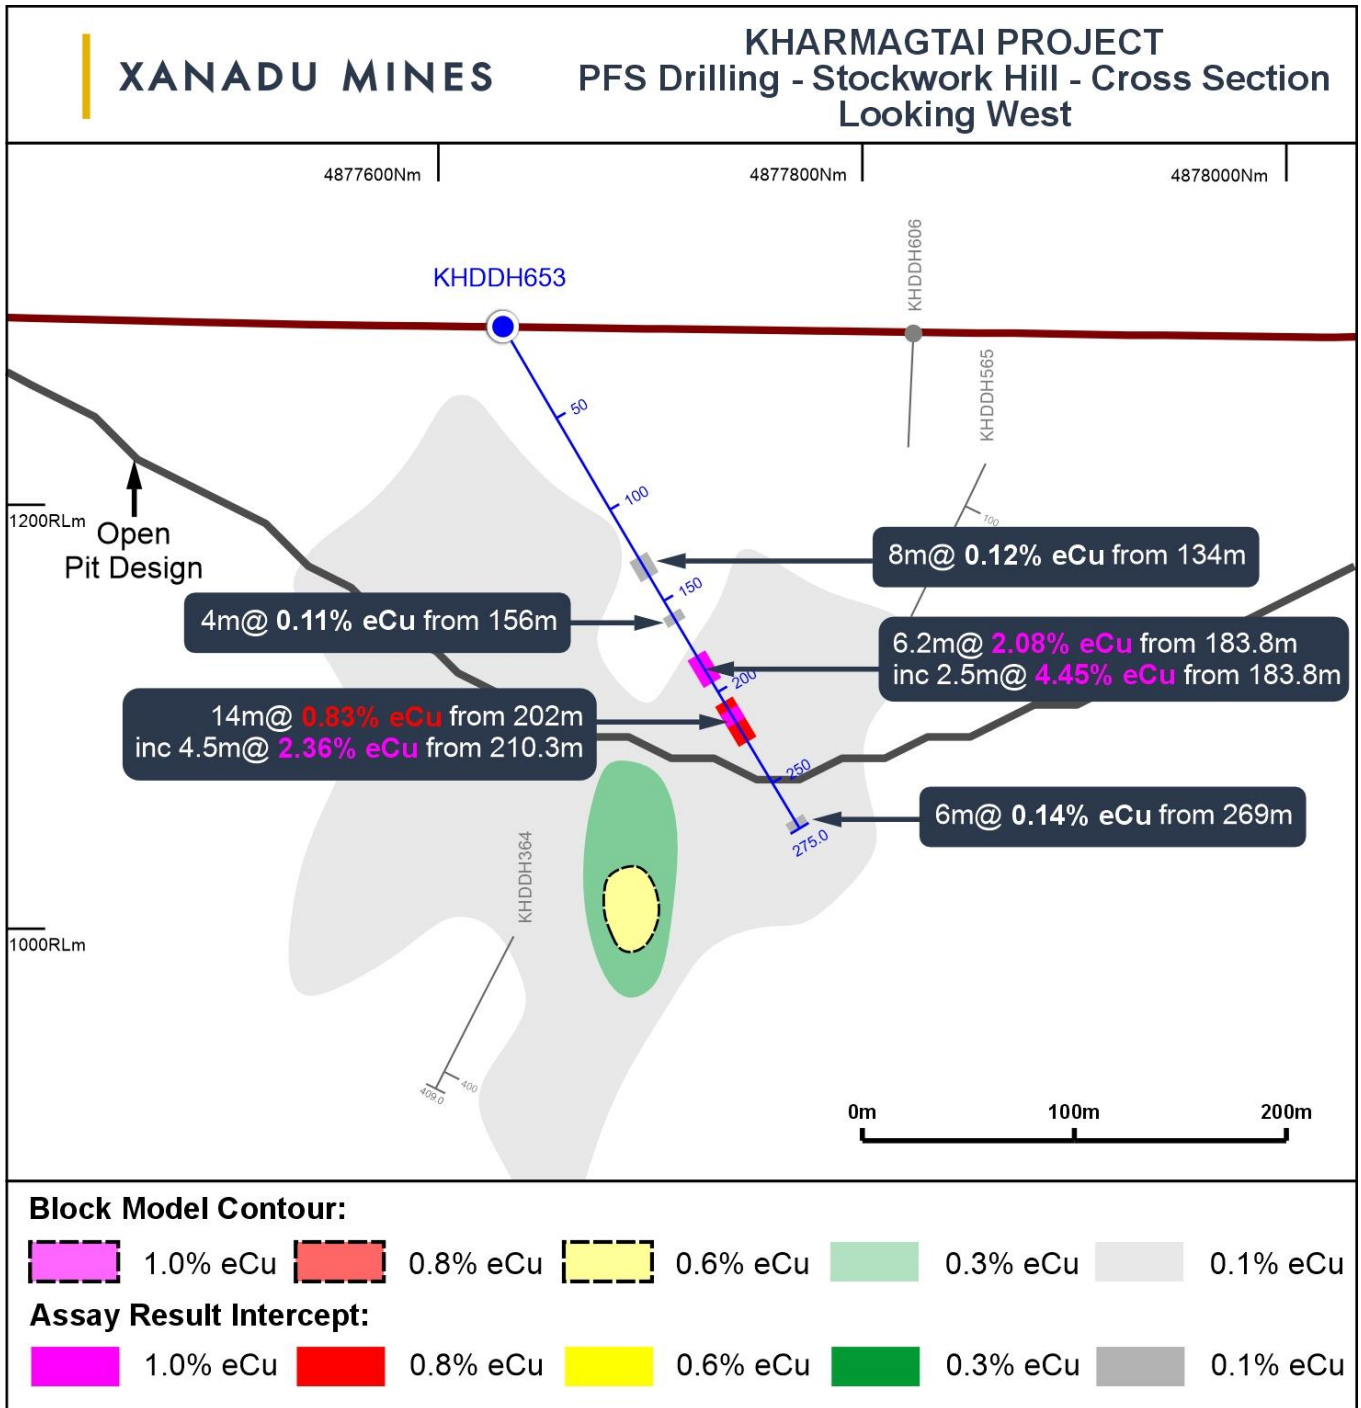 XANADU MINES
KHARMAGTAI PROJECT
PFS Drilling - Stockwork Hill - Cross Section
Looking West
4877600Nm
4877800Nm
4878000Nm
KHDDH606
KHDDH653
KHDDH565
50
100
100
1200RLm
Open
Pit Design
8m@ 0.12% eCu from 134m
150
4m@ 0.11% eCu from 156m
6.2m@ 2.08% eCu from 183.8m
inc 2.5m@ 4.45% eCu from 183.8m
200
14m@ 0.83% eCu from 202m
inc 4.5m@ 2.36% eCu from 210.3m
250
6m@ 0.14% eCu from 269m
275.0
KHDDH364
1000RLm
400
409.0
0m
100m
200m
Block Model Contour:
1.0% eCu
0.8% eCu
0.6% eCu
0.3% eCu
0.1% eCu
Assay Result Intercept:
1.0% eCu
0.8% eCu
0.6% eCu
0.3% eCu
0.1% eCu